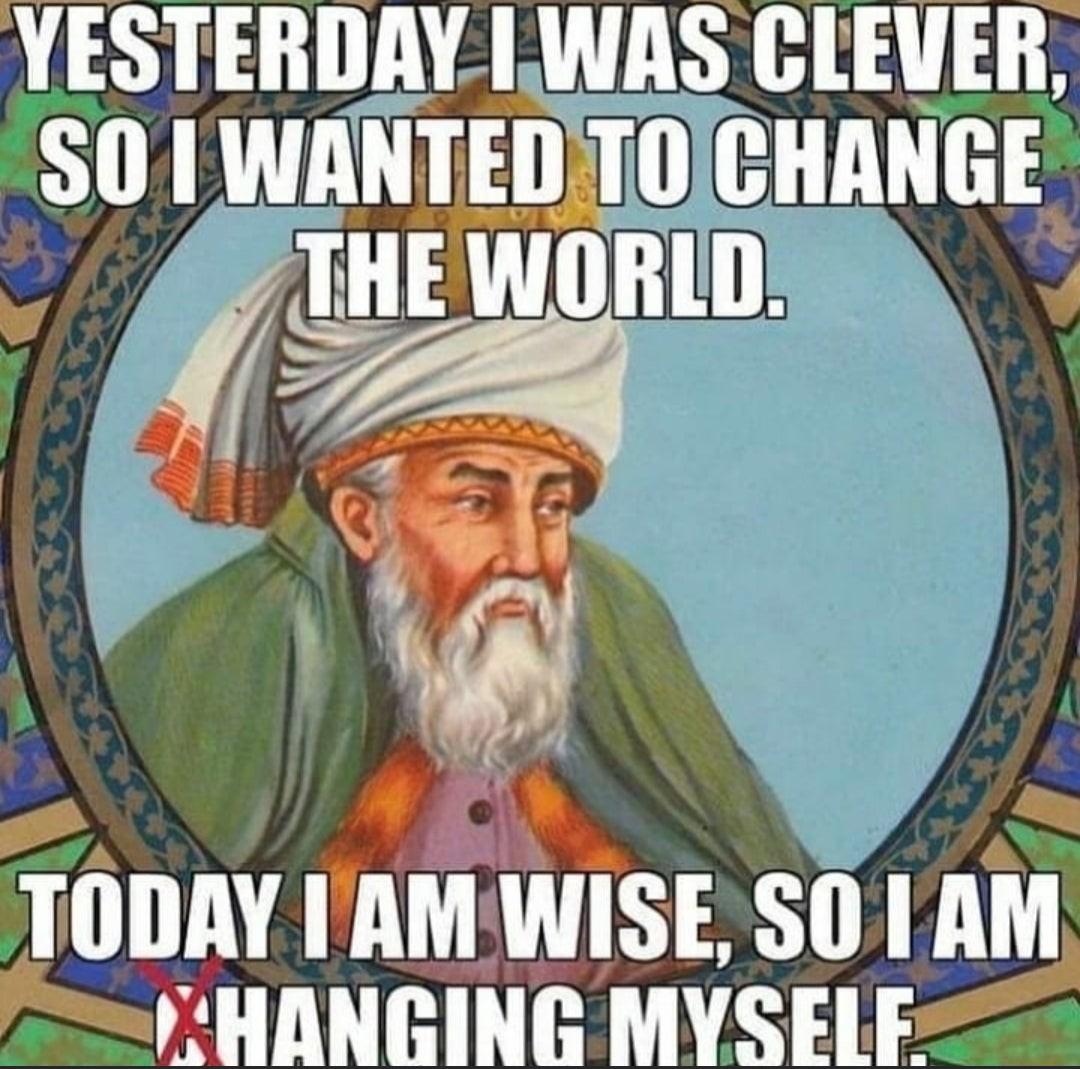 YESTERDAY I WAS CLEVER,
SO I WANTED TO CHANGE
THE WORLD.
TODAY I AM WISE, SO I AM
CHANGING MYSELF.